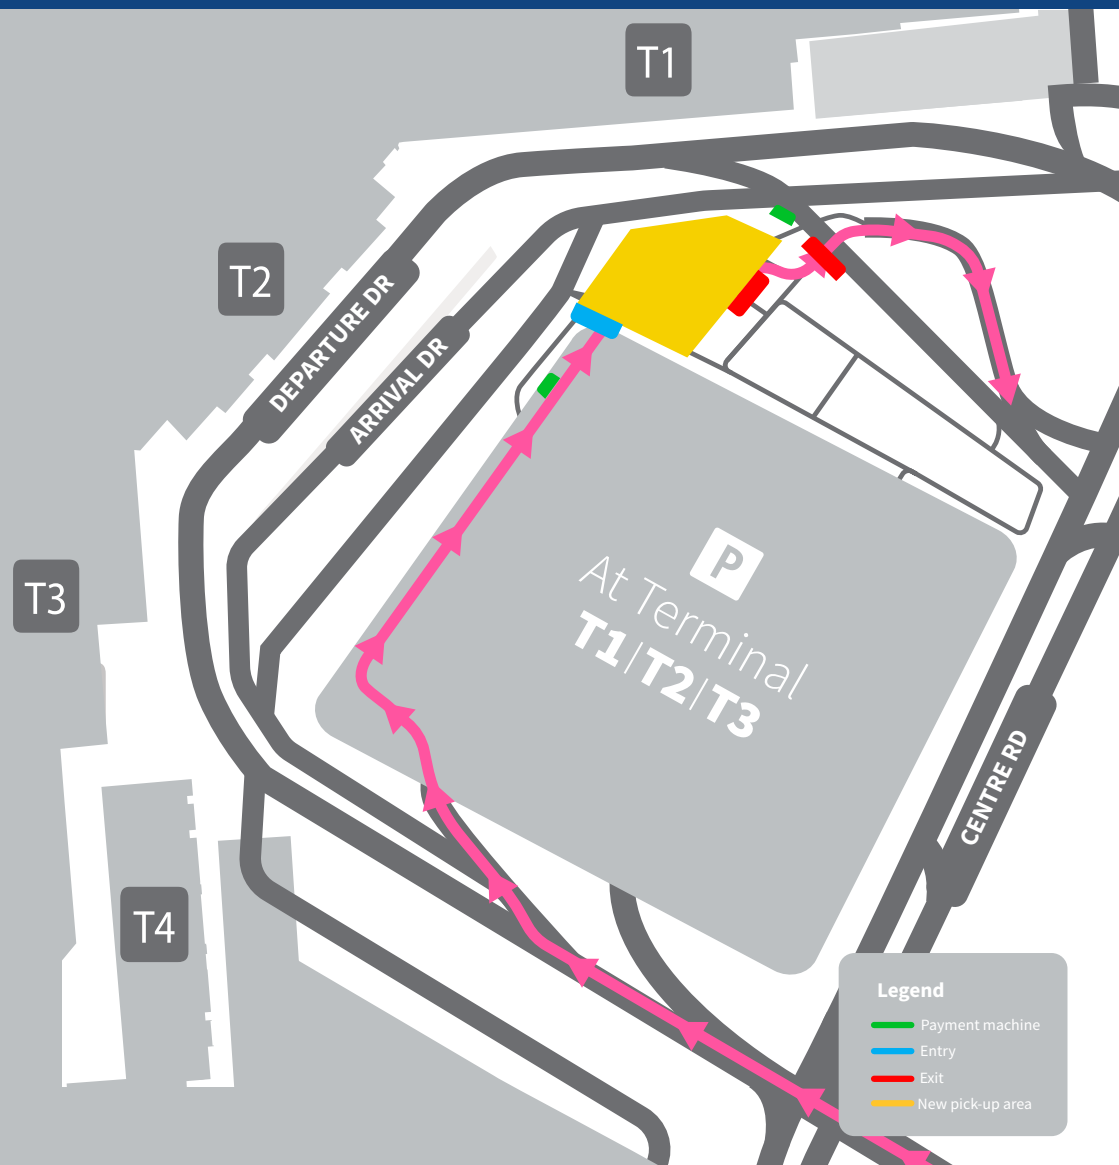 T1
T2
DEPARTURE DR
ARRIVAL DR
T3
P
At Terminal
T1|T2|T3
CENTRE RD
T4
Legend
Payment machine
Entry
Exit
New pick-up area